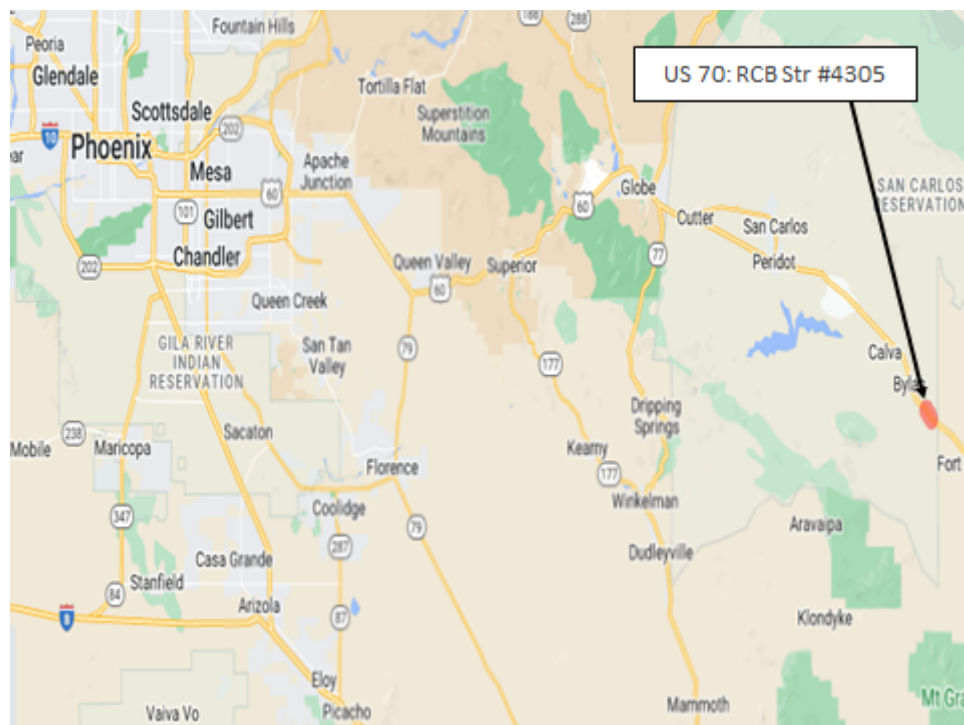 Fountain Hills
188
288
Peoria
Glendale
US 70: RCB Str #4305
Tortilla Flat
Scottsdale
Superstition
Mountains
10
202
Phoenix
Mesa
Apache
Junction
60
Globe
SAN CARLOS
RESERVATION
101
Gilbert
60
Cutter
San Carlos
202
Chandler
Queen Valley
Superior
77
Peridot
60
Queen Creek
GILA RIVER
INDIAN
RESERVATION
San Tan
Valley
79
177
Calva
Bylas
Dripping
Springs
238
Mobile
Maricopa
Sacaton
Florence
Kearny
177
Fort
Winkelman
Coolidge
347
79
Aravaipa
287
Dudleyville
Casa Grande
Stanfield
84
Arizola
8
87
Klondyke
Eloy
Picacho
Vaiva Vo
Mammoth
Mt Gra